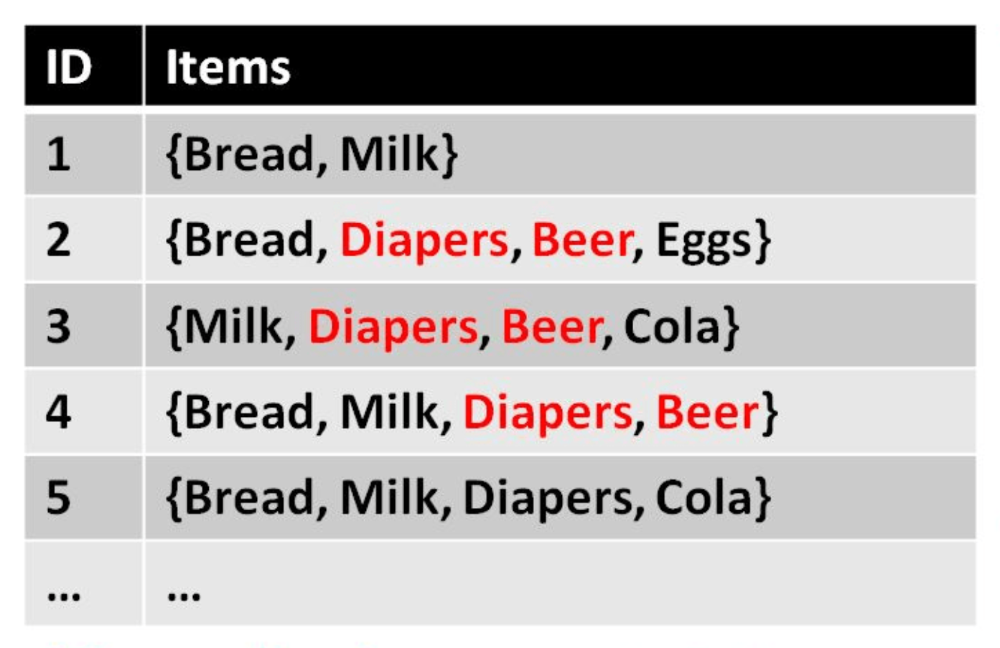 ID Items
1 {Bread, Milk}
2 {Bread, Diapers, Beer, Eggs}
3 {Milk, Diapers, Beer, Cola}
4 {Bread, Milk, Diapers, Beer}
5 {Bread, Milk, Diapers, Cola}
... ...